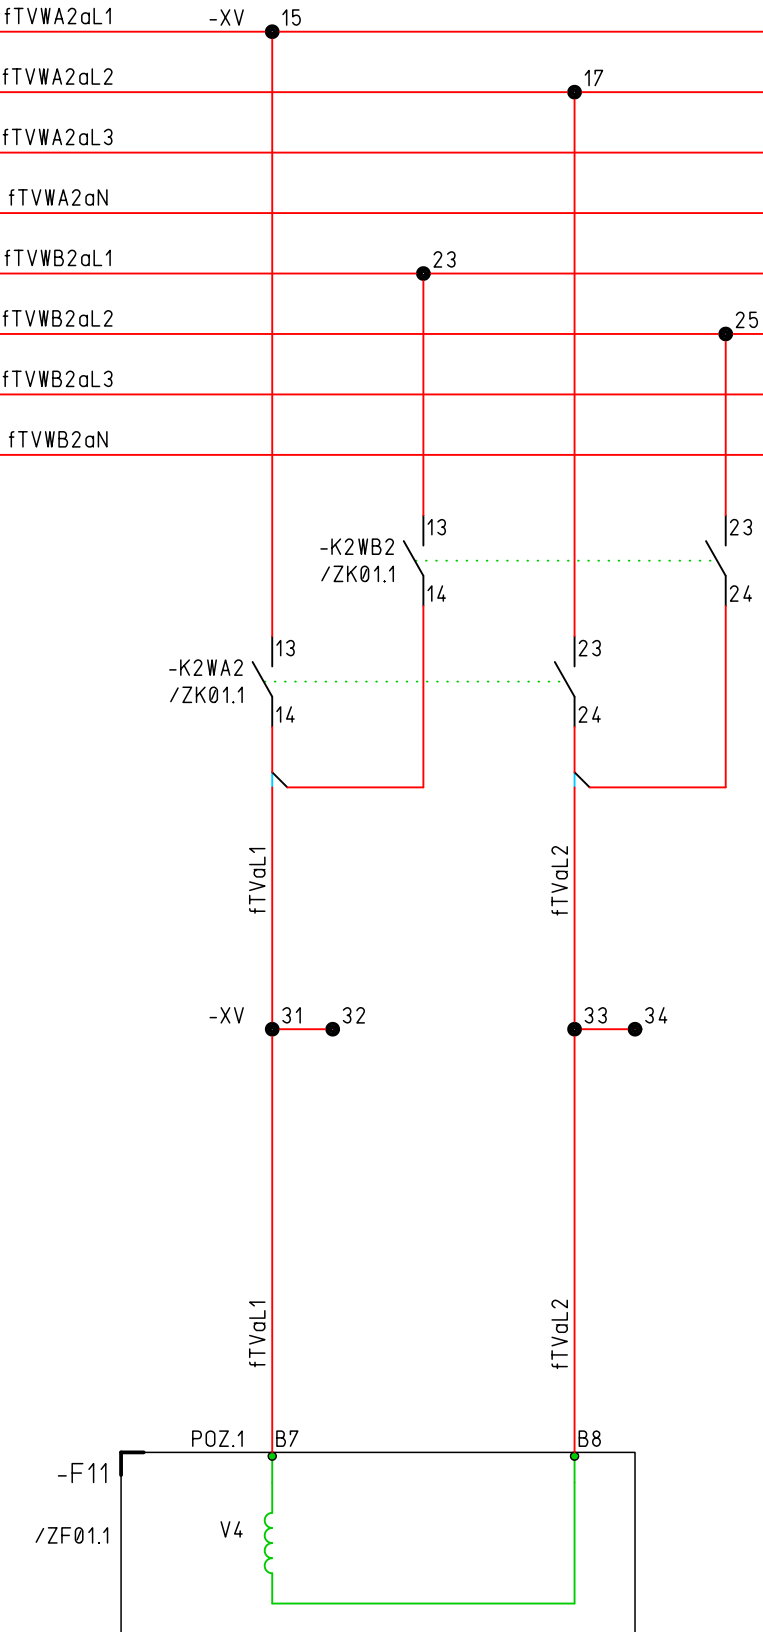 fTVWA2aL1
-XV 15
fTVWA2aL2
17
fTVWA2aL3
fTVWA2aN
fTVWB2aL1
23
fTVWB2aL2
25
fTVWB2aL3
fTVWB2aN
13
23
-K2WB2
/ZK01.1
14
24
13
23
-K2WA2
/ZK01.1
14
24
fTVaL1
fTVaL2
-XV 31 32
33 34
fTVaL1
fTVaL2
POZ.1 B7
B8
-F11
V4
/ZF01.1